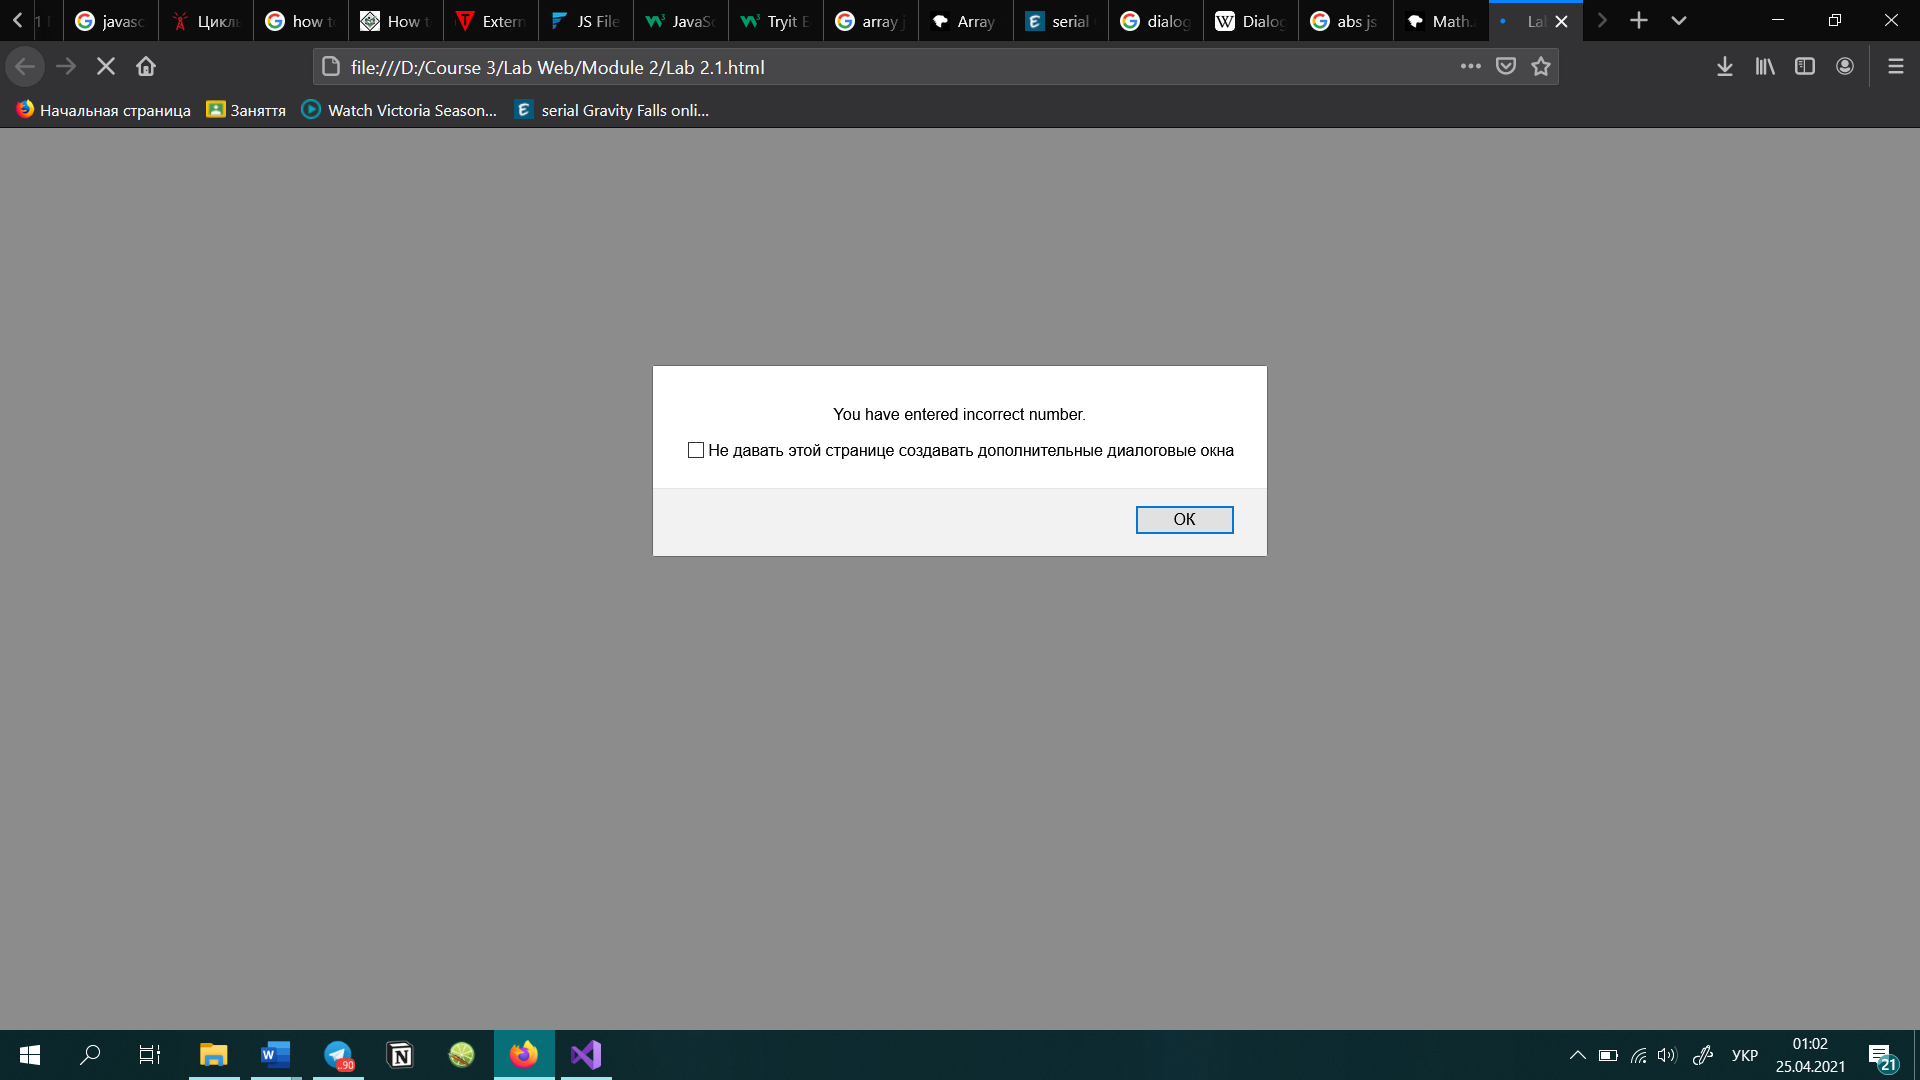 javasc
Цикль
how to
How t
Extern
JS File
JavaSc
Tryit E
array j
Array
serial
dialog
Dialog
abs js
Math.
Lal
file:///D:/Course 3/Lab Web/Module 2/Lab 2.1.html
Начальная страница
Заняття
Watch Victoria Season...
serial Gravity Falls onli...
You have entered incorrect number.
Не давать этой странице создавать дополнительные диалоговые окна
OK
..90
УКР
01:02
25.04.2021
21